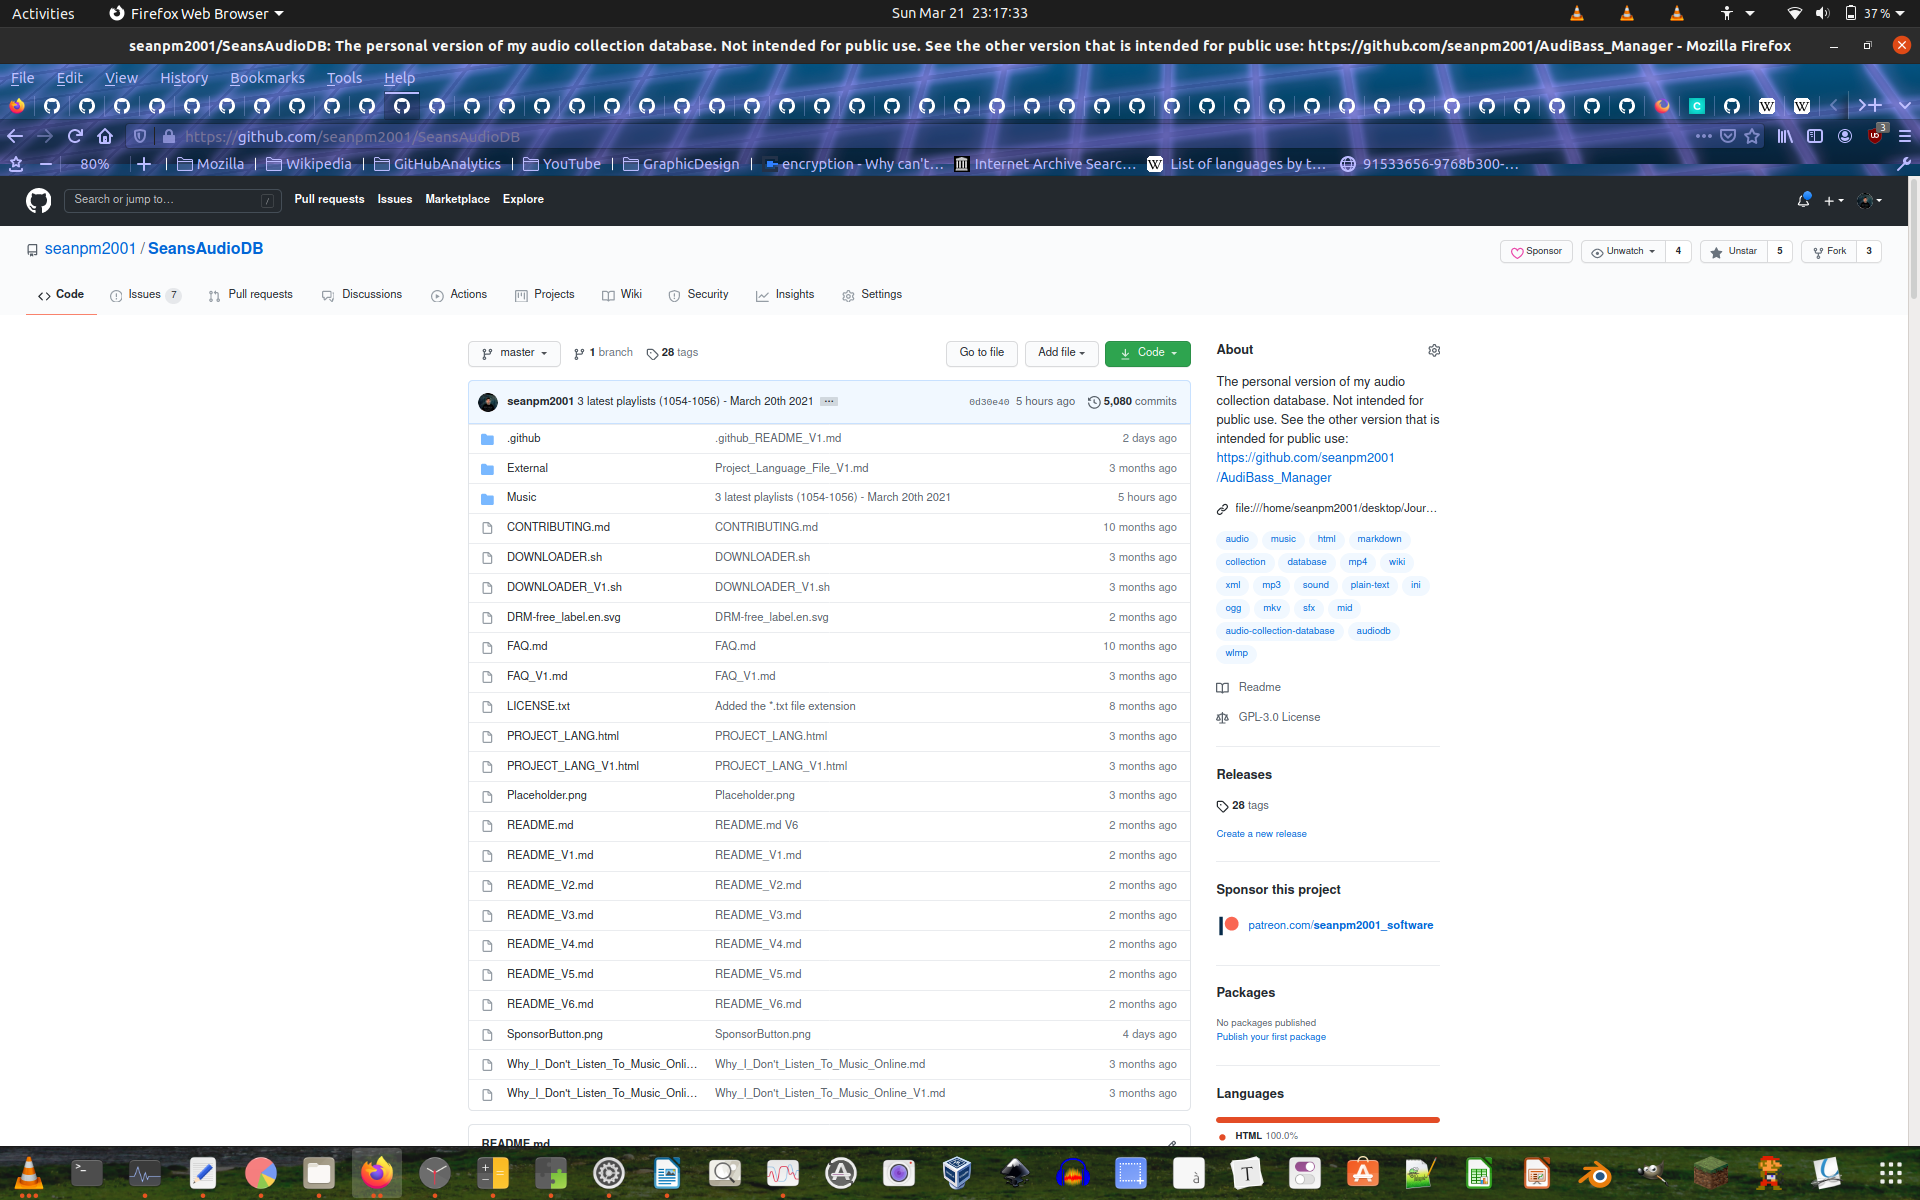 Activities
Firefox Web Browser
Sun Mar 21 23:17:33
37 %
seanpm2001/SeansAudioDB: The personal version of my audio collection database. Not intended for public use. See the other version that is intended for public use: https://github.com/seanpm2001/AudiBass_Manager - Mozilla Firefox
File Edit View History Bookmarks Tools Help
https://github.com/seanpm2001/SeansAudioDB
3
80%
Mozilla
Wikipedia
GitHubAnalytics
YouTube
GraphicDesign
encryption - Why can't...
Internet Archive Searc...
List of languages by t...
91533656-9768b300-...
Search or jump to...
/
Pull requests Issues Marketplace Explore
seanpm2001 / SeansAudioDB
Sponsor
Unwatch 4
Unstar 5
Fork 3
Code
Issues 7
Pull requests
Discussions
Actions
Projects
Wiki
Security
Insights
Settings
master
1 branch
28 tags
Go to file
Add file
Code
seanpm2001 3 latest playlists (1054-1056) - March 20th 2021
0d30e40 5 hours ago
5,080 commits
.github .github_README_V1.md 2 days ago
External Project_Language_File_V1.md 3 months ago
Music 3 latest playlists (1054-1056) - March 20th 2021 5 hours ago
CONTRIBUTING.md CONTRIBUTING.md 10 months ago
DOWNLOADER.sh DOWNLOADER.sh 3 months ago
DOWNLOADER_V1.sh DOWNLOADER_V1.sh 3 months ago
DRM-free_label.en.svg DRM-free_label.en.svg 2 months ago
FAQ.md FAQ.md 10 months ago
FAQ_V1.md FAQ_V1.md 3 months ago
LICENSE.txt Added the *.txt file extension 8 months ago
PROJECT_LANG.html PROJECT_LANG.html 3 months ago
PROJECT_LANG_V1.html PROJECT_LANG_V1.html 3 months ago
Placeholder.png Placeholder.png 3 months ago
README.md README.md V6 2 months ago
README_V1.md README_V1.md 2 months ago
README_V2.md README_V2.md 2 months ago
README_V3.md README_V3.md 2 months ago
README_V4.md README_V4.md 2 months ago
README_V5.md README_V5.md 2 months ago
README_V6.md README_V6.md 2 months ago
SponsorButton.png SponsorButton.png 4 days ago
Why_I_Don't_Listen_To_Music_Onli... Why_I_Don't_Listen_To_Music_Online.md 3 months ago
Why_I_Don't_Listen_To_Music_Onli... Why_I_Don't_Listen_To_Music_Online_V1.md 3 months ago
README.md
About
The personal version of my audio
collection database. Not intended for
public use. See the other version that is
intended for public use:
https://github.com/seanpm2001
/AudiBass_Manager
file:///home/seanpm2001/desktop/Jour...
audio music html markdown
collection database mp4 wiki
xml mp3 sound plain-text ini
ogg mkv sfx mid
audio-collection-database audiodb
wlmp
Readme
GPL-3.0 License
Releases
28 tags
Create a new release
Sponsor this project
patreon.com/seanpm2001_software
Packages
No packages published
Publish your first package
Languages
HTML 100.0%